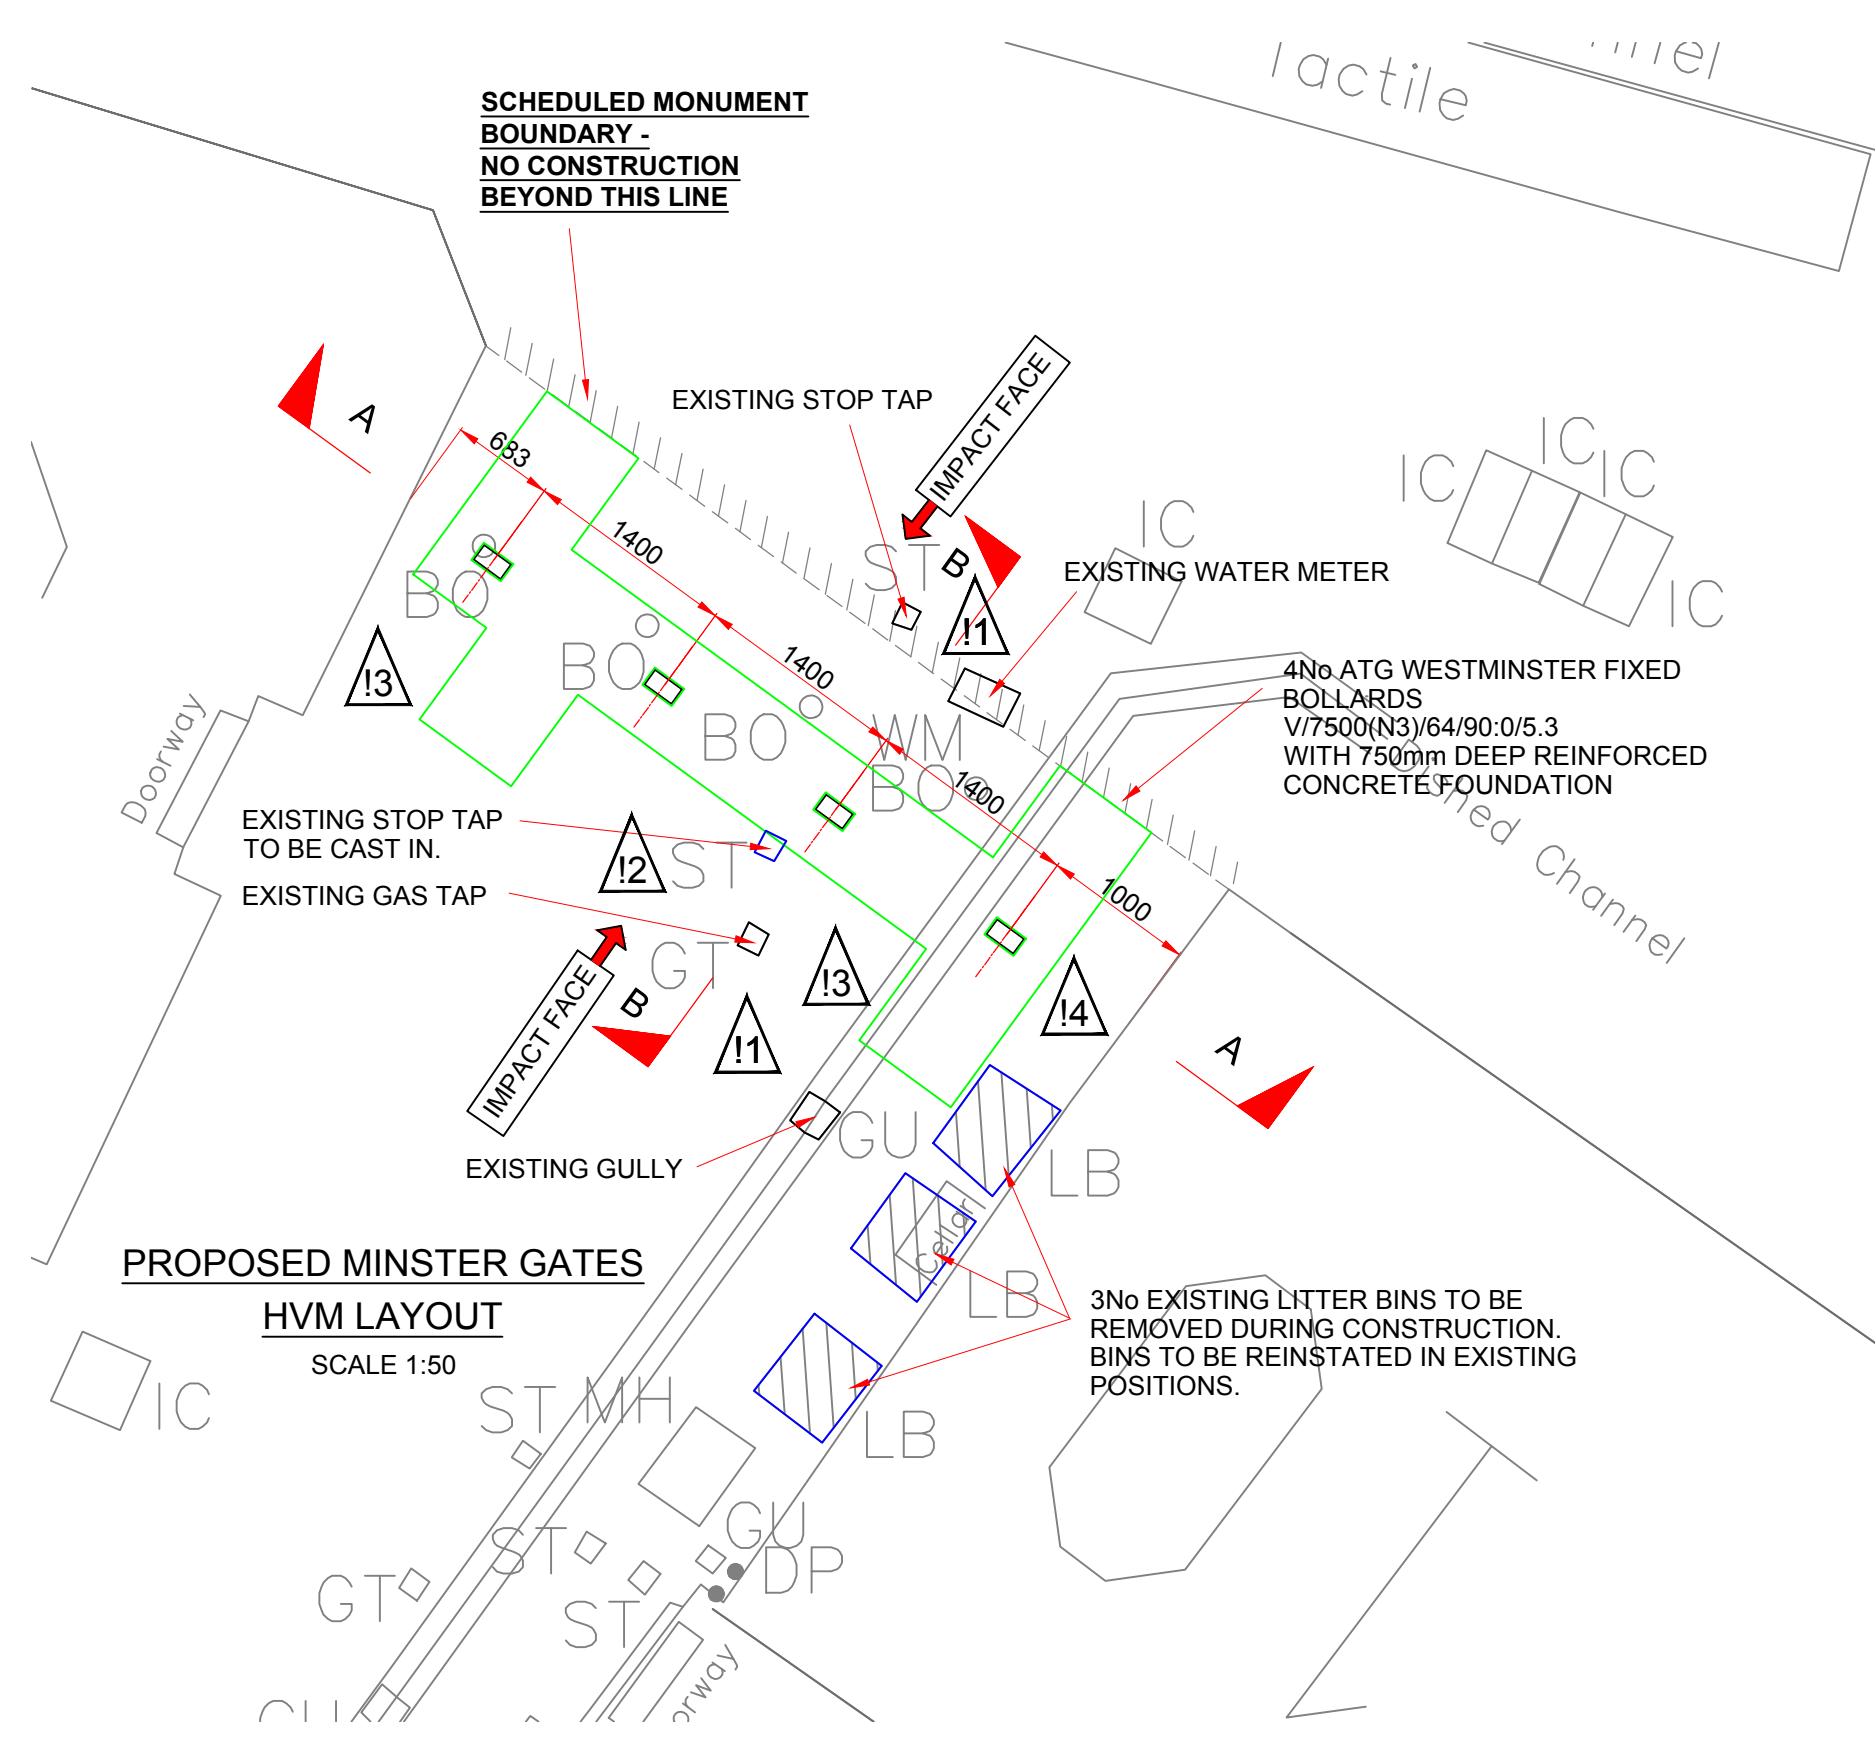 Tactile
SCHEDULED MONUMENT
BOUNDARY -
NO CONSTRUCTION
BEYOND THIS LINE
A
683
EXISTING STOP TAP
IMPACT FACE
1400
ST
B
!1
EXISTING WATER METER
IC
IC
IC
IC
IC
BO
BO
BO
WM
BO
1400
1400
1000
!3
4No ATG WESTMINSTER FIXED
BOLLARDS
V/7500(N3)/64/90:0/5.3
WITH 750mm DEEP REINFORCED
CONCRETE FOUNDATION
Dished Channel
Doorway
EXISTING STOP TAP
TO BE CAST IN.
!2
ST
EXISTING GAS TAP
GT
IMPACT FACE
B
!3
!1
!4
A
EXISTING GULLY
GU
LB
Cellar
LB
LB
PROPOSED MINSTER GATES
HVM LAYOUT
SCALE 1:50
3No EXISTING LITTER BINS TO BE
REMOVED DURING CONSTRUCTION.
BINS TO BE REINSTATED IN EXISTING
POSITIONS.
IC
ST
MH
GU
ST
DP
GT
ST
orway